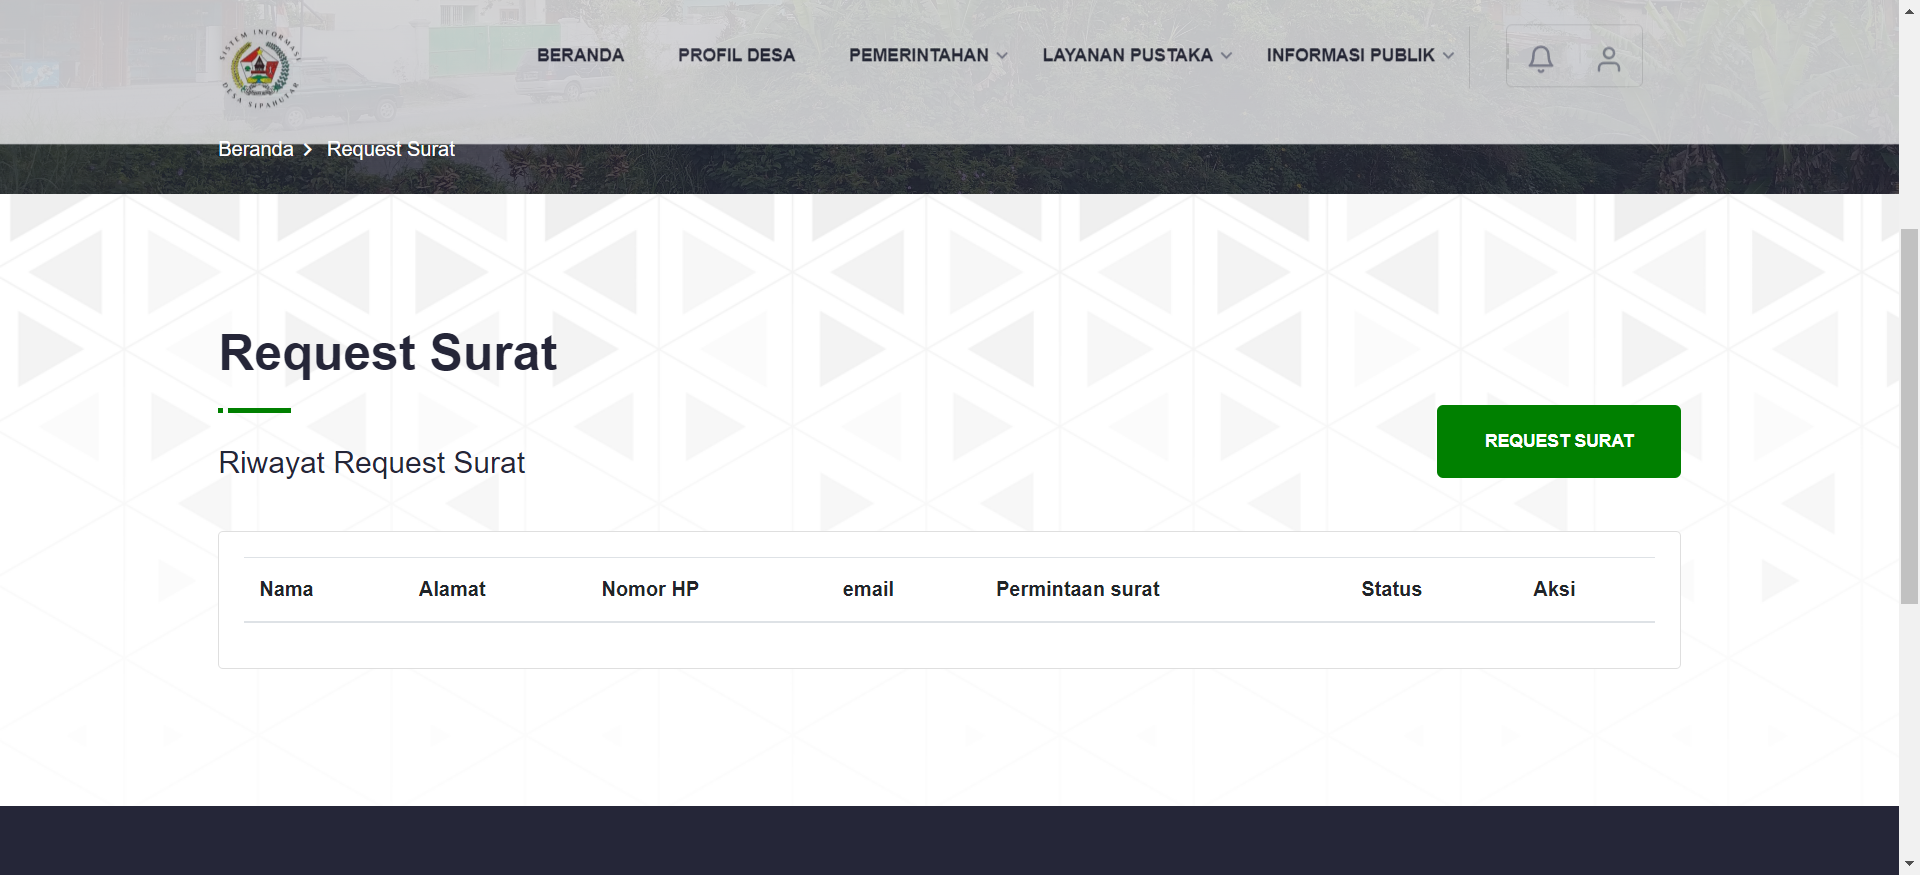 SISTEM INFORMASI
DESA SIPAHUTAR
BERANDA
PROFIL DESA
PEMERINTAHAN
LAYANAN PUSTAKA
INFORMASI PUBLIK
Beranda > Request Surat
Request Surat
Riwayat Request Surat
REQUEST SURAT
Nama Alamat Nomor HP email Permintaan surat Status Aksi